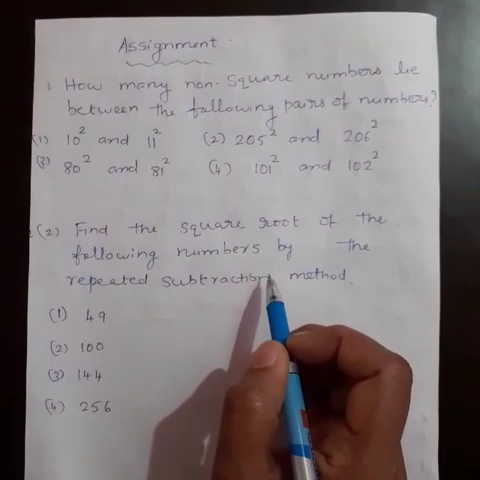 Assignment.
1. How many non-square numbers lie
between the following pairs of numbers?
(1) 10² and 11² (2) 205² and 206²
(3) 80² and 81² (4) 101² and 102²
(2) Find the square root of the
following numbers by the
repeated subtraction method.
(1) 49
(2) 100
(3) 144
(4) 256